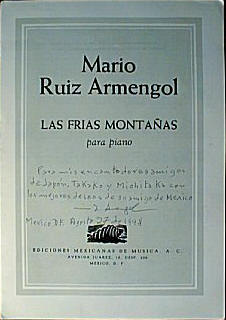 Mario
Ruiz Armengol
LAS FRIAS MONTAÑAS
para piano
Para mis encantadores amigos
de Japón, Takako y Michitaka con
los mejores deseos de su amigo de México
Mexico D.F. Agosto 27 de 1998
EDICIONES MEXICANAS DE MUSICA, A. C.
AVENIDA JUAREZ, 18, DESP. 206
MEXICO, D. F.